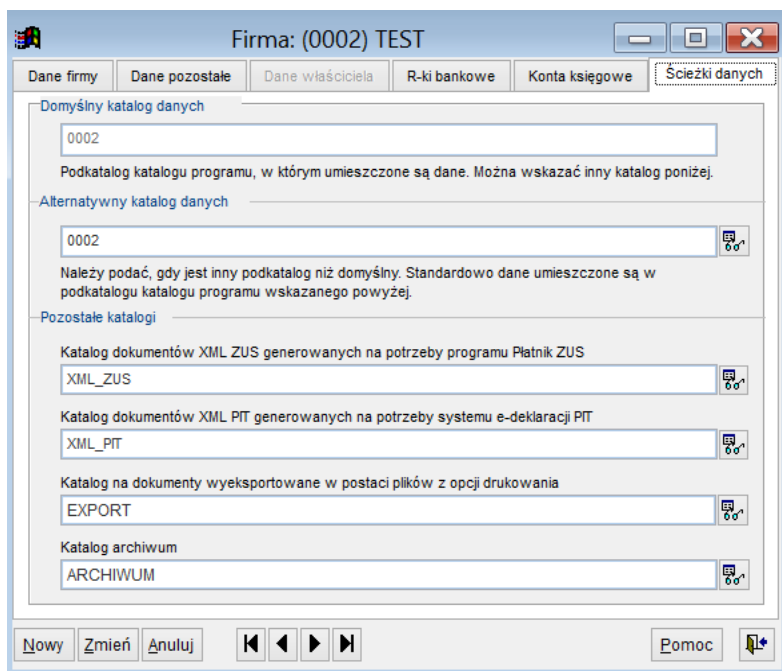 Firma: (0002) TEST
Dane firmy
Dane pozostałe
Dane właściciela
R-ki bankowe
Konta księgowe
Ścieżki danych
Domyślny katalog danych
0002
Podkatalog katalogu programu, w którym umieszczone są dane. Można wskazać inny katalog poniżej.
Alternatywny katalog danych
0002
Należy podać, gdy jest inny podkatalog niż domyślny. Standardowo dane umieszczone są w
podkatalogu katalogu programu wskazanego powyżej.
Pozostałe katalogi
Katalog dokumentów XML ZUS generowanych na potrzeby programu Płatnik ZUS
XML_ZUS
Katalog dokumentów XML PIT generowanych na potrzeby systemu e-deklaracji PIT
XML_PIT
Katalog na dokumenty wyeksportowane w postaci plików z opcji drukowania
EXPORT
Katalog archiwum
ARCHIWUM
Nowy
Zmień
Anuluj
Pomoc